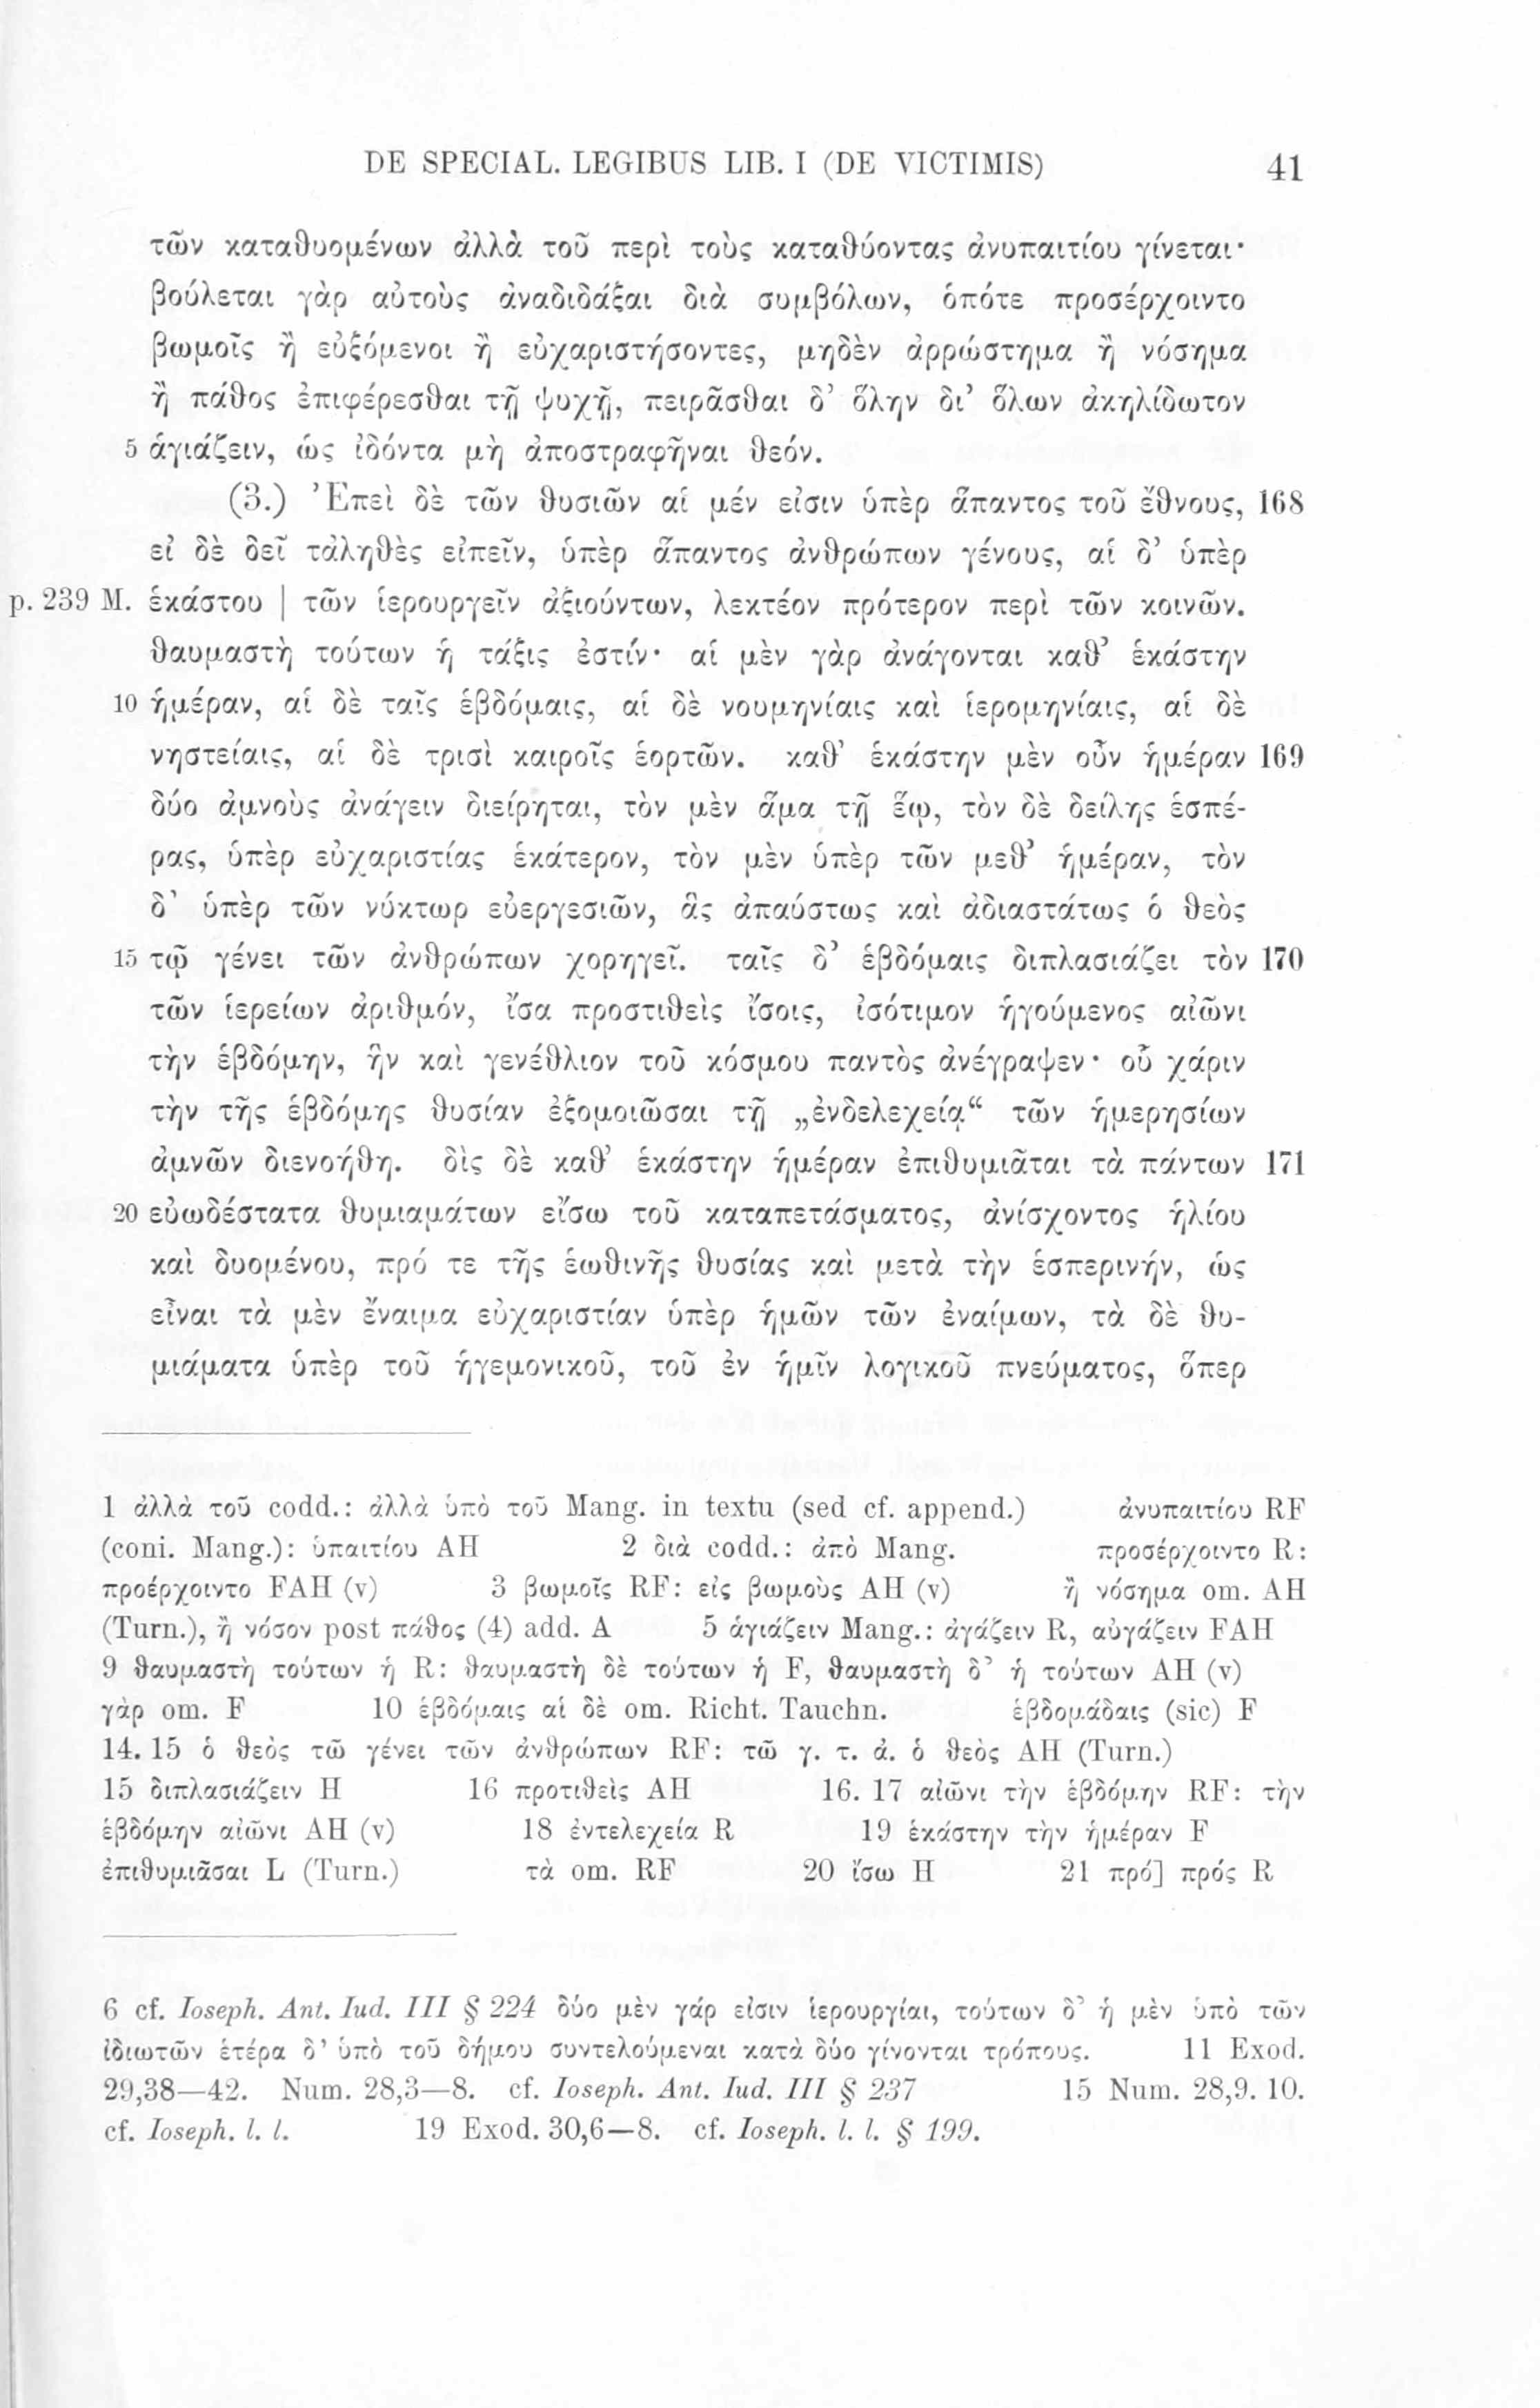 DE SPECIAL. LEGIBUS LIB. I (DE VICTIMIS) 41
τῶν καταθυομένων ἀλλὰ τοῦ περὶ τοὺς καταθύοντας ἀνυπαιτίου γίνεται·
βούλεται γὰρ αὐτοὺς ἀναδιδάξαι διὰ συμβόλων, ὁπότε προσέρχοιντο
βωμοῖς ἢ εὐξόμενοι ἢ εὐχαριστήσοντες, μηδὲν ἀρρώστημα ἢ νόσημα
ἢ πάθος ἐπιφέρεσθαι τῇ ψυχῇ, πειρᾶσθαι δ’ ὅλην δι’ ὅλων ἀκηλίδωτον
5 ἁγιάζειν, ὡς ἰδόντα μὴ ἀποστραφῆναι θεόν.
(3.) Ἐπεὶ δὲ τῶν θυσιῶν αἱ μέν εἰσιν ὑπὲρ ἅπαντος τοῦ ἔθνους, 168
εἰ δὲ δεῖ τἀληθὲς εἰπεῖν, ὑπὲρ ἅπαντος ἀνθρώπων γένους, αἱ δ’ ὑπὲρ
p. 239 M. ἑκάστου | τῶν ἱερουργεῖν ἀξιούντων, λεκτέον πρότερον περὶ τῶν κοινῶν.
θαυμαστὴ τούτων ἡ τάξις ἐστίν· αἱ μὲν γὰρ ἀνάγονται καθ’ ἑκάστην
10 ἡμέραν, αἱ δὲ ταῖς ἑβδόμαις, αἱ δὲ νουμηνίαις καὶ ἱερομηνίαις, αἱ δὲ
νηστείαις, αἱ δὲ τρισὶ καιροῖς ἑορτῶν. καθ’ ἑκάστην μὲν οὖν ἡμέραν 169
δύο ἀμνοὺς ἀνάγειν διείρηται, τὸν μὲν ἅμα τῇ ἕῳ, τὸν δὲ δείλης ἑσπέ-
ρας, ὑπὲρ εὐχαριστίας ἑκάτερον, τὸν μὲν ὑπὲρ τῶν μεθ’ ἡμέραν, τὸν
δ’ ὑπὲρ τῶν νύκτωρ εὐεργεσιῶν, ἃς ἀπαύστως καὶ ἀδιαστάτως ὁ θεὸς
15 τῷ γένει τῶν ἀνθρώπων χορηγεῖ. ταῖς δ’ ἑβδόμαις διπλασιάζει τὸν 170
τῶν ἱερείων ἀριθμόν, ἴσα προστιθεὶς ἴσοις, ἰσότιμον ἡγούμενος αἰῶνι
τὴν ἑβδόμην, ἣν καὶ γενέθλιον τοῦ κόσμου παντὸς ἀνέγραψεν· οὗ χάριν
τὴν τῆς ἑβδόμης θυσίαν ἐξομοιῶσαι τῇ „ἐνδελεχείᾳ“ τῶν ἡμερησίων
ἀμνῶν διενοήθη. δὶς δὲ καθ’ ἑκάστην ἡμέραν ἐπιθυμιᾶται τὰ πάντων 171
20 εὐωδέστατα θυμιαμάτων εἴσω τοῦ καταπετάσματος, ἀνίσχοντος ἡλίου
καὶ δυομένου, πρό τε τῆς ἑωθινῆς θυσίας καὶ μετὰ τὴν ἑσπερινήν, ὡς
εἶναι τὰ μὲν ἔναιμα εὐχαριστίαν ὑπὲρ ἡμῶν τῶν ἐναίμων, τὰ δὲ θυ-
μιάματα ὑπὲρ τοῦ ἡγεμονικοῦ, τοῦ ἐν ἡμῖν λογικοῦ πνεύματος, ὅπερ
1 ἀλλὰ τοῦ codd.: ἀλλὰ ὑπὸ τοῦ Mang. in textu (sed cf. append.) ἀνυπαιτίου RF
(coni. Mang.): ὑπαιτίου AH 2 διὰ codd.: ἀπὸ Mang. προσέρχοιντο R:
προέρχοιντο FAH (v) 3 βωμοῖς RF: εἰς βωμοὺς AH (v) ἢ νόσημα om. AH
(Turn.), ἢ νόσον post πάθος (4) add. A 5 ἁγιάζειν Mang.: ἀγάζειν R, αὐγάζειν FAH
9 θαυμαστὴ τούτων ἡ R: θαυμαστὴ δὲ τούτων ἡ F, θαυμαστὴ δ’ ἡ τούτων AH (v)
γὰρ om. F 10 ἑβδόμαις αἱ δὲ om. Richt. Tauchn. ἑβδομάδαις (sic) F
14. 15 ὁ θεὸς τῷ γένει τῶν ἀνθρώπων RF: τῷ γ. τ. ἀ. ὁ θεὸς AH (Turn.)
15 διπλασιάζειν H 16 προτιθεὶς AH 16. 17 αἰῶνι τὴν ἑβδόμην RF: τὴν
ἑβδόμην αἰῶνι AH (v) 18 ἐντελεχεία R 19 ἑκάστην τὴν ἡμέραν F
ἐπιθυμιᾶσαι L (Turn.) τὰ om. RF 20 ἴσω H 21 πρό] πρός R
6 cf. Ioseph. Ant. Iud. III § 224 δύο μὲν γάρ εἰσιν ἱερουργίαι, τούτων δ’ ἡ μὲν ὑπὸ τῶν
ἰδιωτῶν ἑτέρα δ’ ὑπὸ τοῦ δήμου συντελούμεναι κατὰ δύο γίνονται τρόπους. 11 Exod.
29,38—42. Num. 28,3—8. cf. Ioseph. Ant. Iud. III § 237 15 Num. 28,9. 10.
cf. Ioseph. l. l. 19 Exod. 30,6—8. cf. Ioseph. l. l. § 199.